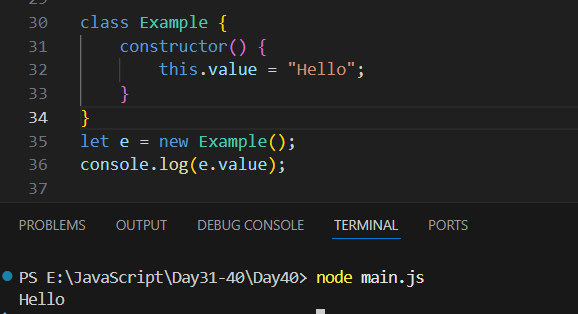 30 class Example {
31     constructor() {
32         this.value = "Hello";
33     }
34 }
35 let e = new Example();
36 console.log(e.value);
37
PROBLEMS OUTPUT DEBUG CONSOLE TERMINAL PORTS
PS E:\JavaScript\Day31-40\Day40> node main.js
Hello